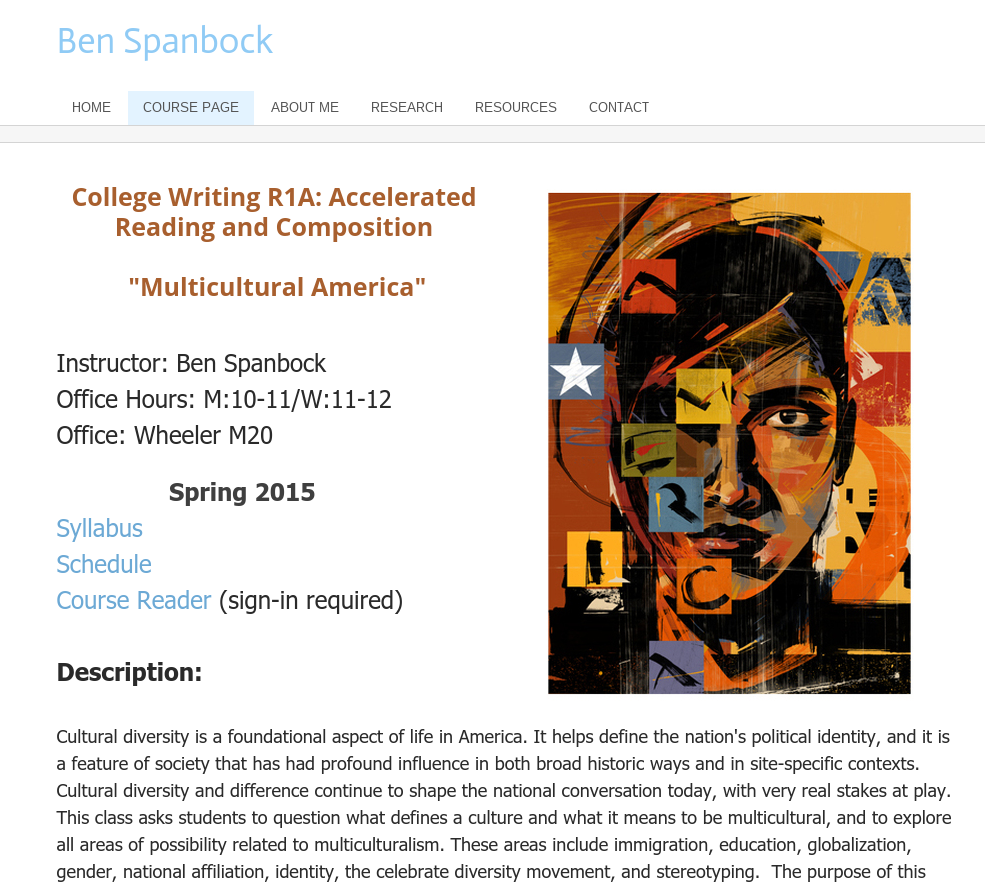 Ben Spanbock
HOME COURSE PAGE ABOUT ME RESEARCH RESOURCES CONTACT
College Writing R1A: Accelerated
Reading and Composition
"Multicultural America"
Instructor: Ben Spanbock
Office Hours: M:10-11/W:11-12
Office: Wheeler M20
Spring 2015
Syllabus
Schedule
Course Reader (sign-in required)
Description:
Cultural diversity is a foundational aspect of life in America. It helps define the nation's political identity, and it is
a feature of society that has had profound influence in both broad historic ways and in site-specific contexts.
Cultural diversity and difference continue to shape the national conversation today, with very real stakes at play.
This class asks students to question what defines a culture and what it means to be multicultural, and to explore
all areas of possibility related to multiculturalism. These areas include immigration, education, globalization,
gender, national affiliation, identity, the celebrate diversity movement, and stereotyping.  The purpose of this